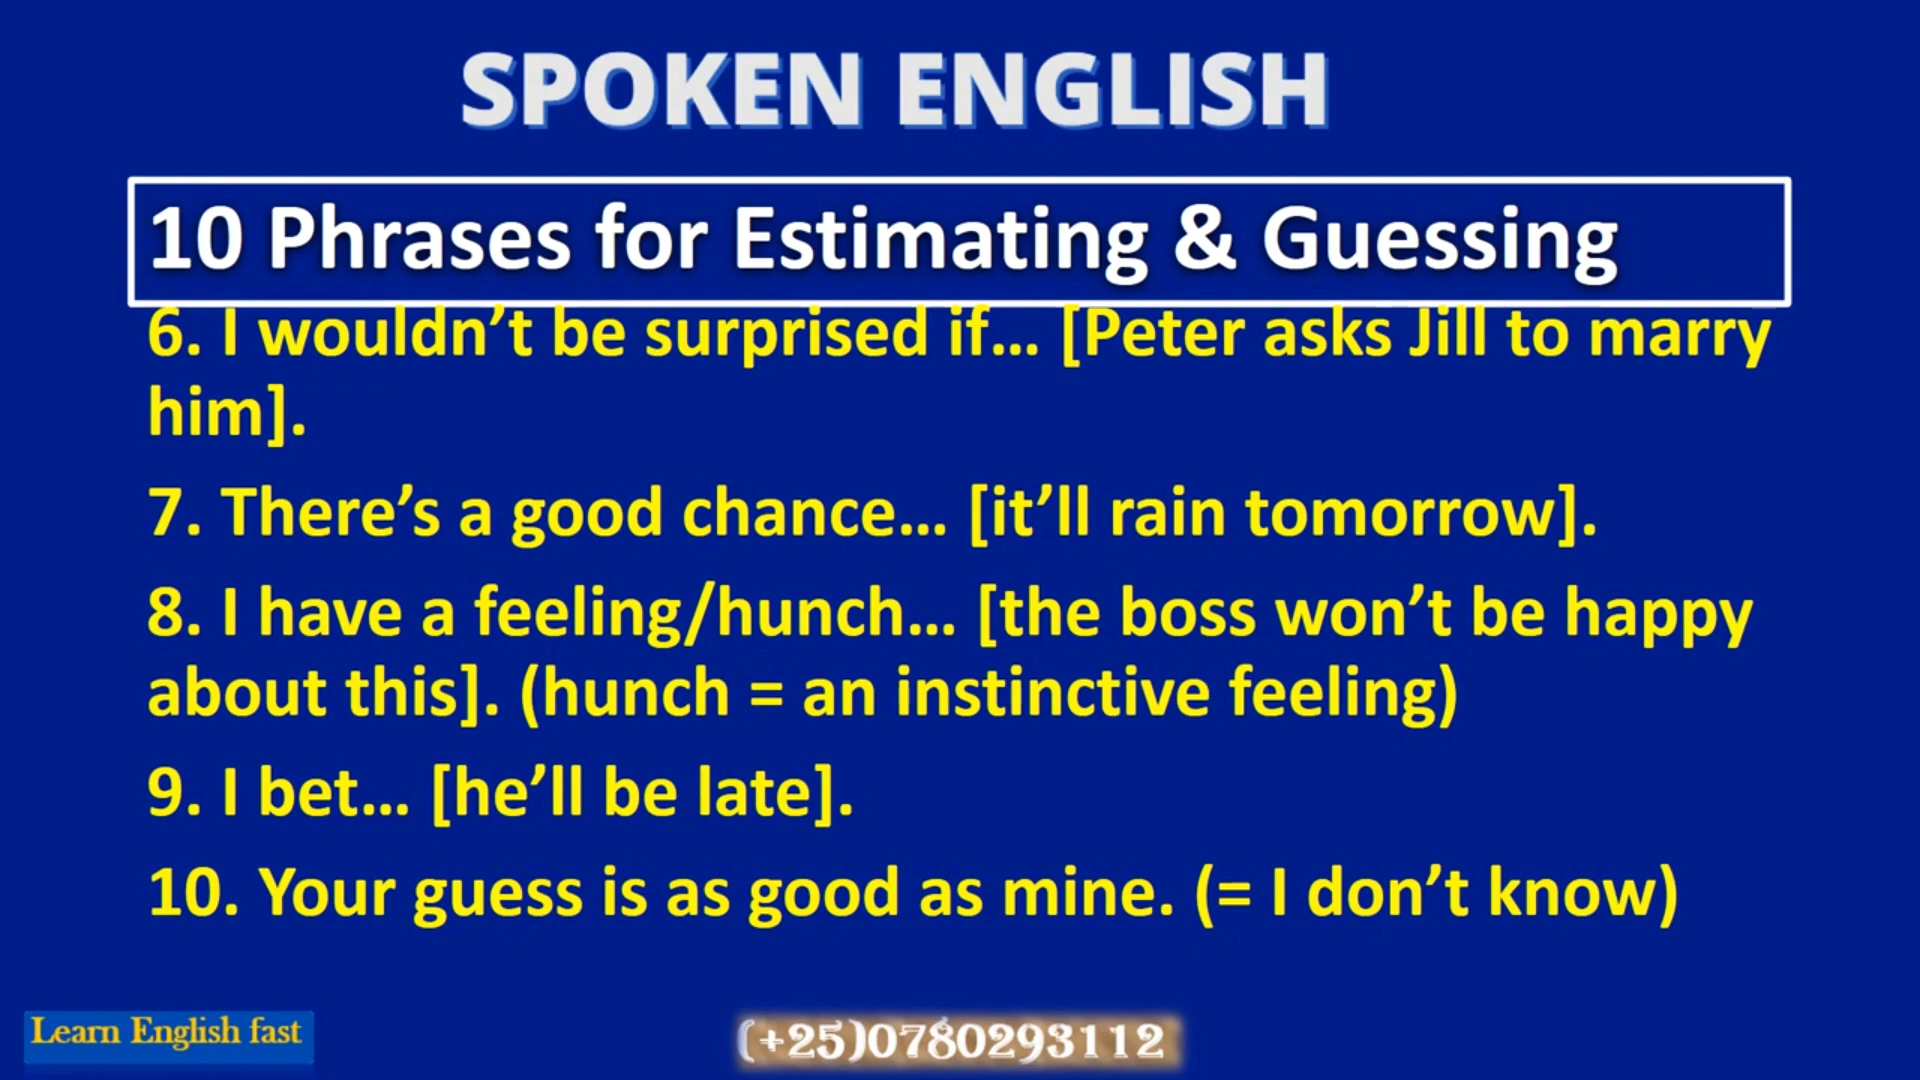 SPOKEN ENGLISH
10 Phrases for Estimating & Guessing
6. I wouldn’t be surprised if… [Peter asks Jill to marry
him].
7. There’s a good chance… [it’ll rain tomorrow].
8. I have a feeling/hunch… [the boss won’t be happy
about this]. (hunch = an instinctive feeling)
9. I bet… [he’ll be late].
10. Your guess is as good as mine. (= I don’t know)
Learn English fast
(+25)0780293112